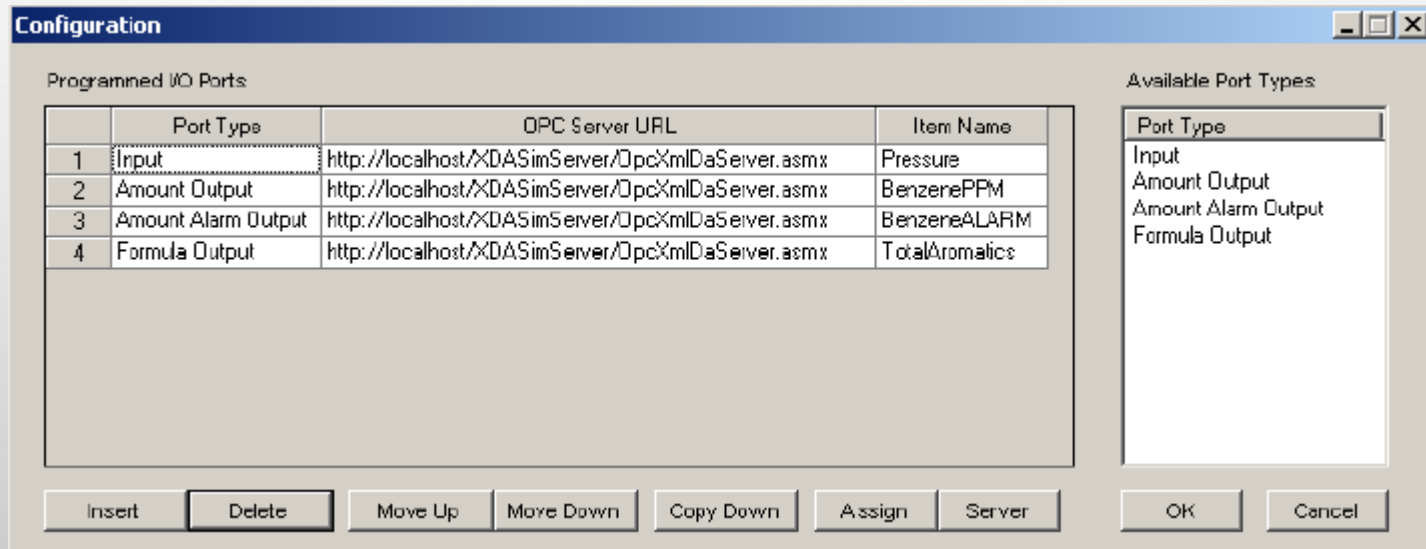 Configuration
Programmed I/O Ports:
Available Port Types:
Port Type OPC Server URL Item Name
1 Input http://localhost/XDASimServer/OpcXmlDaServer.asmx Pressure
2 Amount Output http://localhost/XDASimServer/OpcXmlDaServer.asmx BenzenePPM
3 Amount Alarm Output http://localhost/XDASimServer/OpcXmlDaServer.asmx BenzeneALARM
4 Formula Output http://localhost/XDASimServer/OpcXmlDaServer.asmx TotalAromatics
Port Type
Input
Amount Output
Amount Alarm Output
Formula Output
Insert Delete Move Up Move Down Copy Down Assign Server OK Cancel